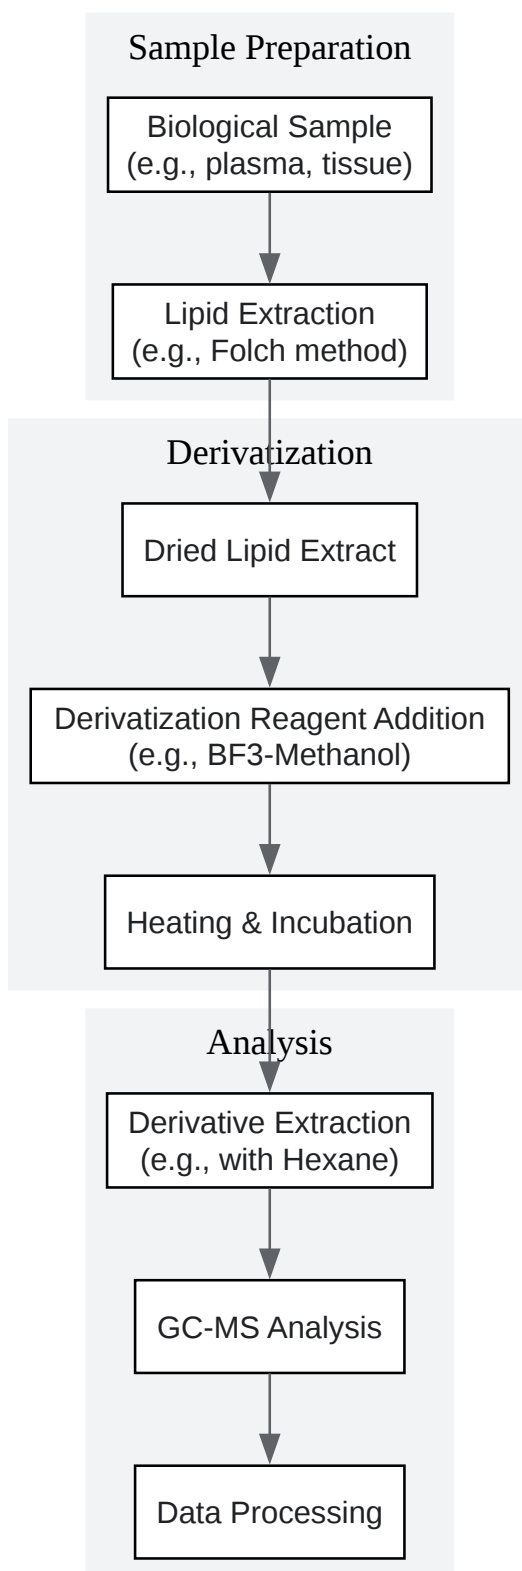 Sample Preparation
Biological Sample
(e.g., plasma, tissue)
Lipid Extraction
(e.g., Folch method)
Derivatization
Dried Lipid Extract
Derivatization Reagent Addition
(e.g., BF3-Methanol)
Heating & Incubation
Analysis
Derivative Extraction
(e.g., with Hexane)
GC-MS Analysis
Data Processing